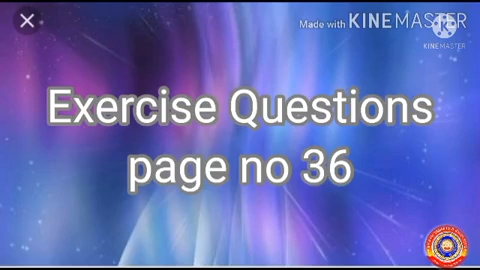 Made with KINEMASTER
KINEMASTER
Exercise Questions
page no 36